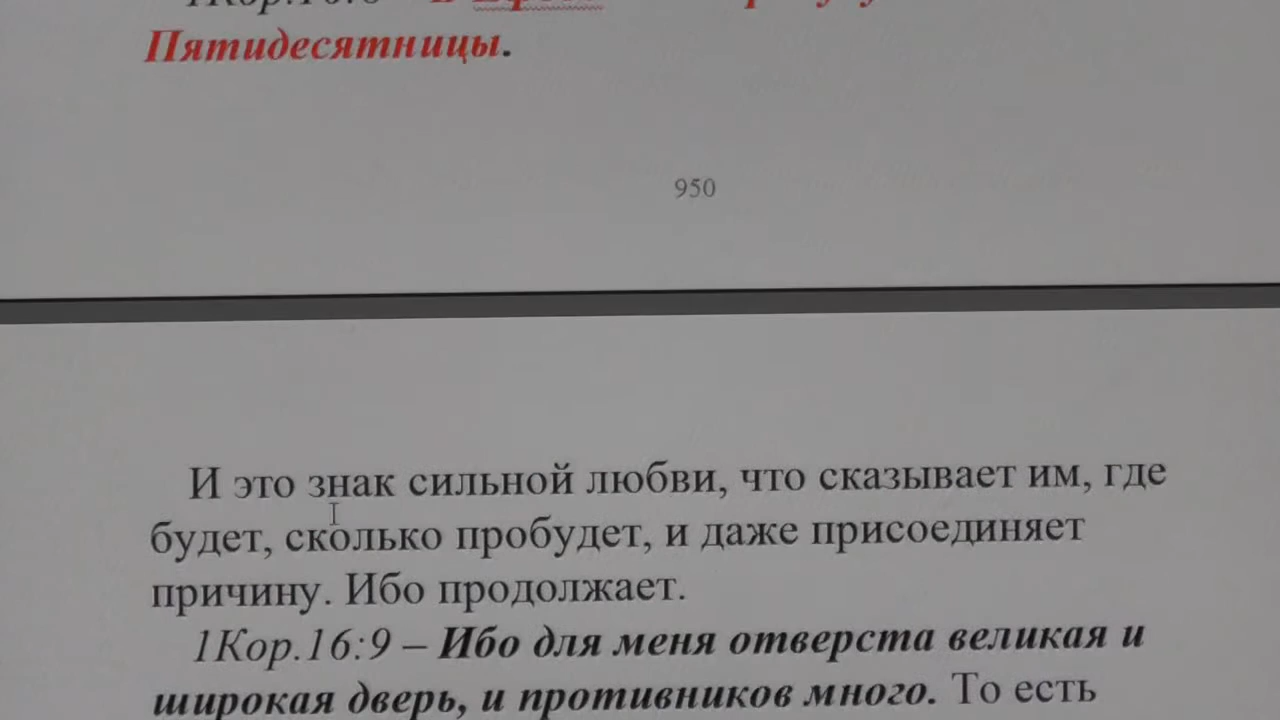 Пятидесятницы.
950
И это знак сильной любви, что сказывает им, где
будет, сколько пробудет, и даже присоединяет
причину. Ибо продолжает.
1Кор.16:9 – Ибо для меня отверста великая и
широкая дверь, и противников много. То есть